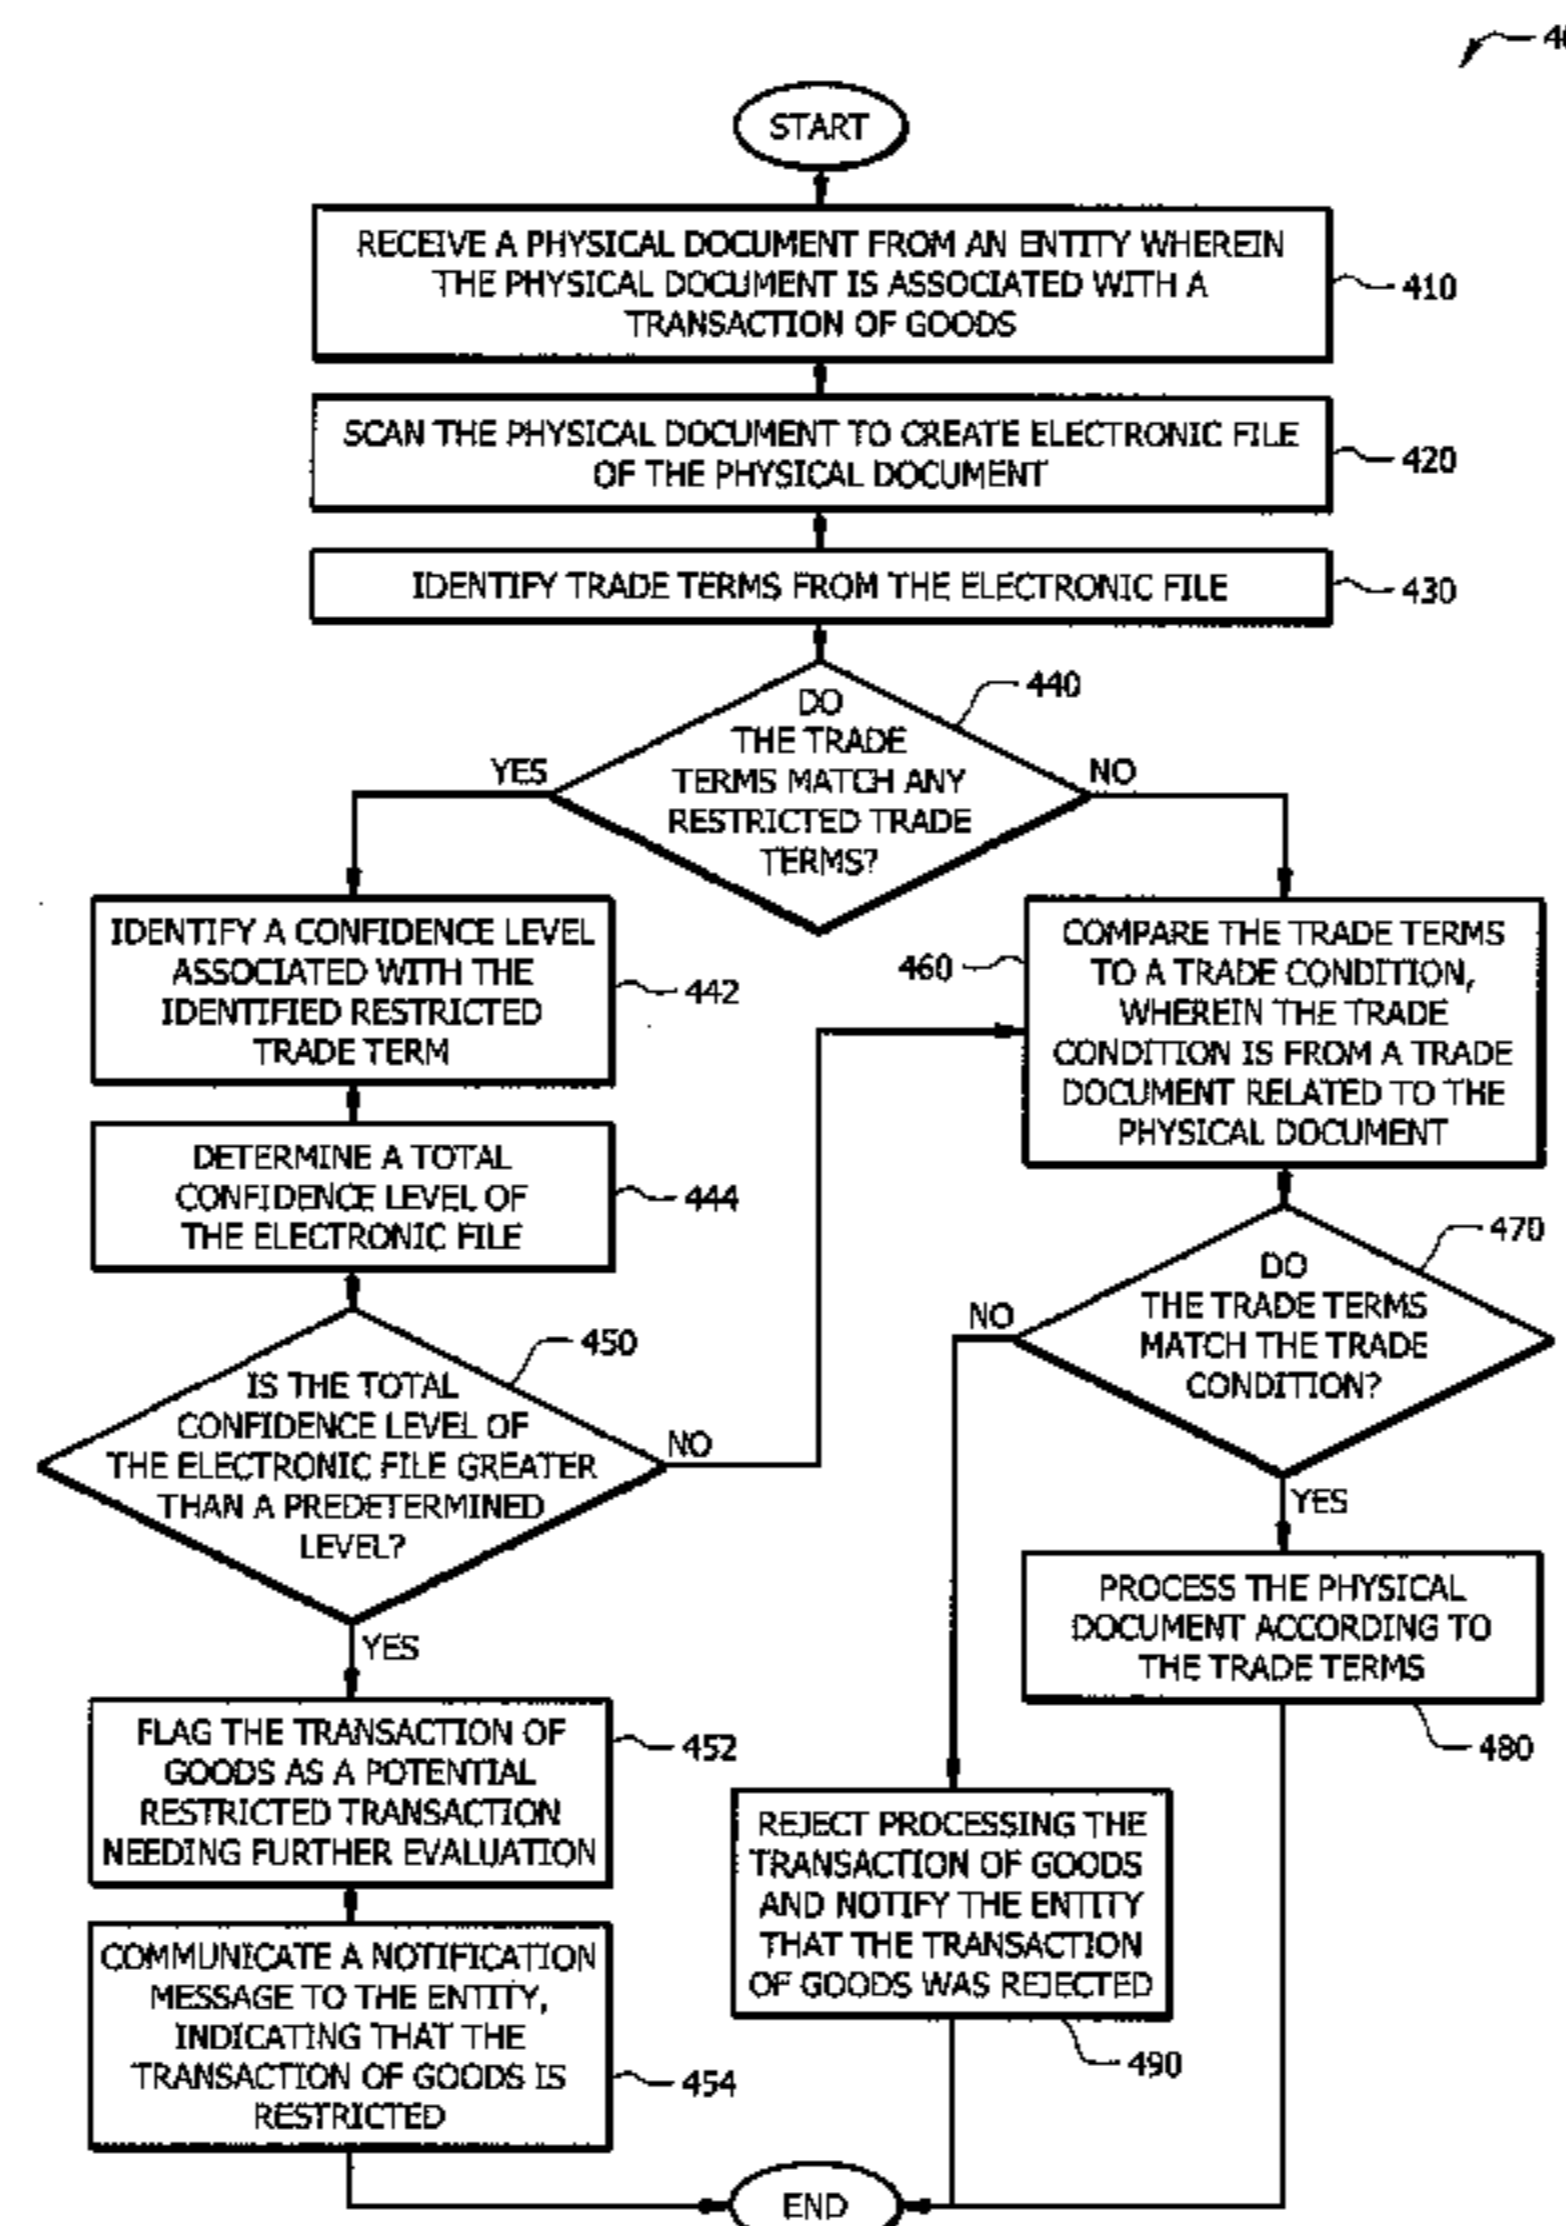 START
RECEIVE A PHYSICAL DOCUMENT FROM AN ENTITY WHEREIN
THE PHYSICAL DOCUMENT IS ASSOCIATED WITH A
TRANSACTION OF GOODS
410
SCAN THE PHYSICAL DOCUMENT TO CREATE ELECTRONIC FILE
OF THE PHYSICAL DOCUMENT
420
IDENTIFY TRADE TERMS FROM THE ELECTRONIC FILE
430
DO
THE TRADE
TERMS MATCH ANY
RESTRICTED TRADE
TERMS?
440
YES
NO
IDENTIFY A CONFIDENCE LEVEL
ASSOCIATED WITH THE
IDENTIFIED RESTRICTED
TRADE TERM
442
DETERMINE A TOTAL
CONFIDENCE LEVEL OF
THE ELECTRONIC FILE
444
IS THE TOTAL
CONFIDENCE LEVEL OF
THE ELECTRONIC FILE GREATER
THAN A PREDETERMINED
LEVEL?
450
NO
YES
FLAG THE TRANSACTION OF
GOODS AS A POTENTIAL
RESTRICTED TRANSACTION
NEEDING FURTHER EVALUATION
452
COMMUNICATE A NOTIFICATION
MESSAGE TO THE ENTITY,
INDICATING THAT THE
TRANSACTION OF GOODS IS
RESTRICTED
454
460
COMPARE THE TRADE TERMS
TO A TRADE CONDITION,
WHEREIN THE TRADE
CONDITION IS FROM A TRADE
DOCUMENT RELATED TO THE
PHYSICAL DOCUMENT
DO
THE TRADE TERMS
MATCH THE TRADE
CONDITION?
470
NO
YES
PROCESS THE PHYSICAL
DOCUMENT ACCORDING TO
THE TRADE TERMS
480
REJECT PROCESSING THE
TRANSACTION OF GOODS
AND NOTIFY THE ENTITY
THAT THE TRANSACTION
OF GOODS WAS REJECTED
490
END